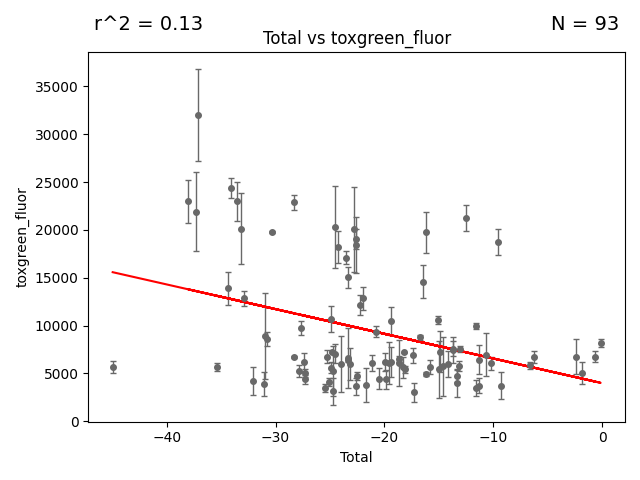 r^2 = 0.13
N = 93
Total vs toxgreen_fluor
35000
30000
25000
20000
15000
10000
5000
0
toxgreen_fluor
−40
−30
−20
−10
0
Total